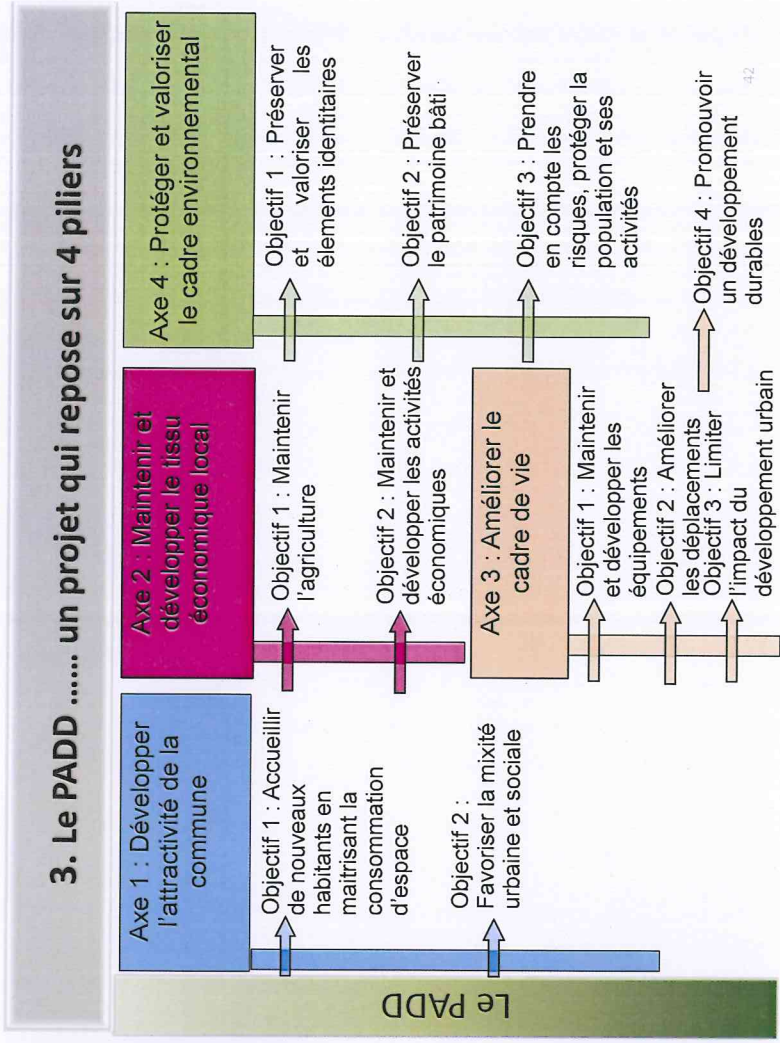 3. Le PADD ...... un projet qui repose sur 4 piliers
Le PADD
Axe 1 : Développer
l'attractivité de la
commune
Objectif 1 : Accueillir
de nouveaux
habitants en
maitrisant la
consommation
d'espace
Objectif 2 :
Favoriser la mixité
urbaine et sociale
Axe 2 : Maintenir et
développer le tissu
économique local
Objectif 1 : Maintenir
l'agriculture
Objectif 2 : Maintenir et
développer les activités
économiques
Axe 3 : Améliorer le
cadre de vie
Objectif 1 : Maintenir
et développer les
équipements
Objectif 2 : Améliorer
les déplacements
Objectif 3 : Limiter
l'impact du
développement urbain
Objectif 4 : Promouvoir
un développement
durables
Axe 4 : Protéger et valoriser
le cadre environnemental
Objectif 1 : Préserver
et valoriser les
élements identitaires
Objectif 2 : Préserver
le patrimoine bâti
Objectif 3 : Prendre
en compte les
risques, protéger la
population et ses
activités
42